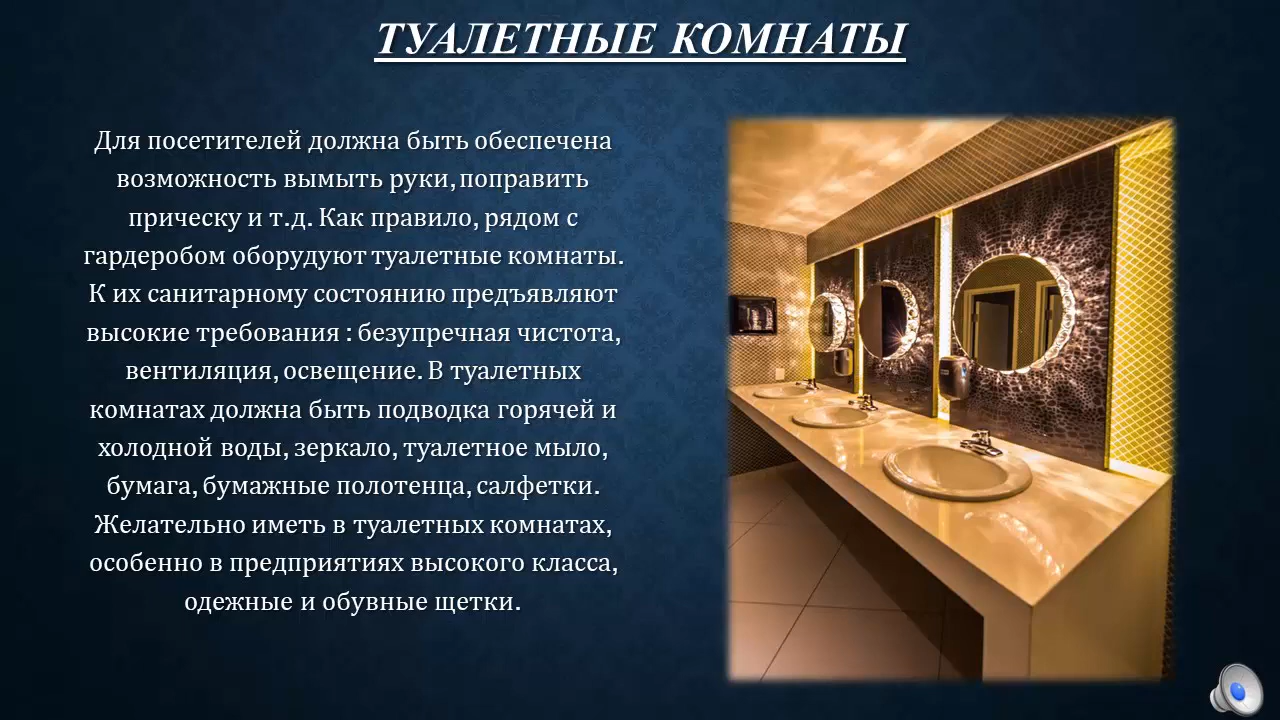 ТУАЛЕТНЫЕ КОМНАТЫ
Для посетителей должна быть обеспечена
возможность вымыть руки, поправить
прическу и т.д. Как правило, рядом с
гардеробом оборудуют туалетные комнаты.
К их санитарному состоянию предъявляют
высокие требования : безупречная чистота,
вентиляция, освещение. В туалетных
комнатах должна быть подводка горячей и
холодной воды, зеркало, туалетное мыло,
бумага, бумажные полотенца, салфетки.
Желательно иметь в туалетных комнатах,
особенно в предприятиях высокого класса,
одежные и обувные щетки.